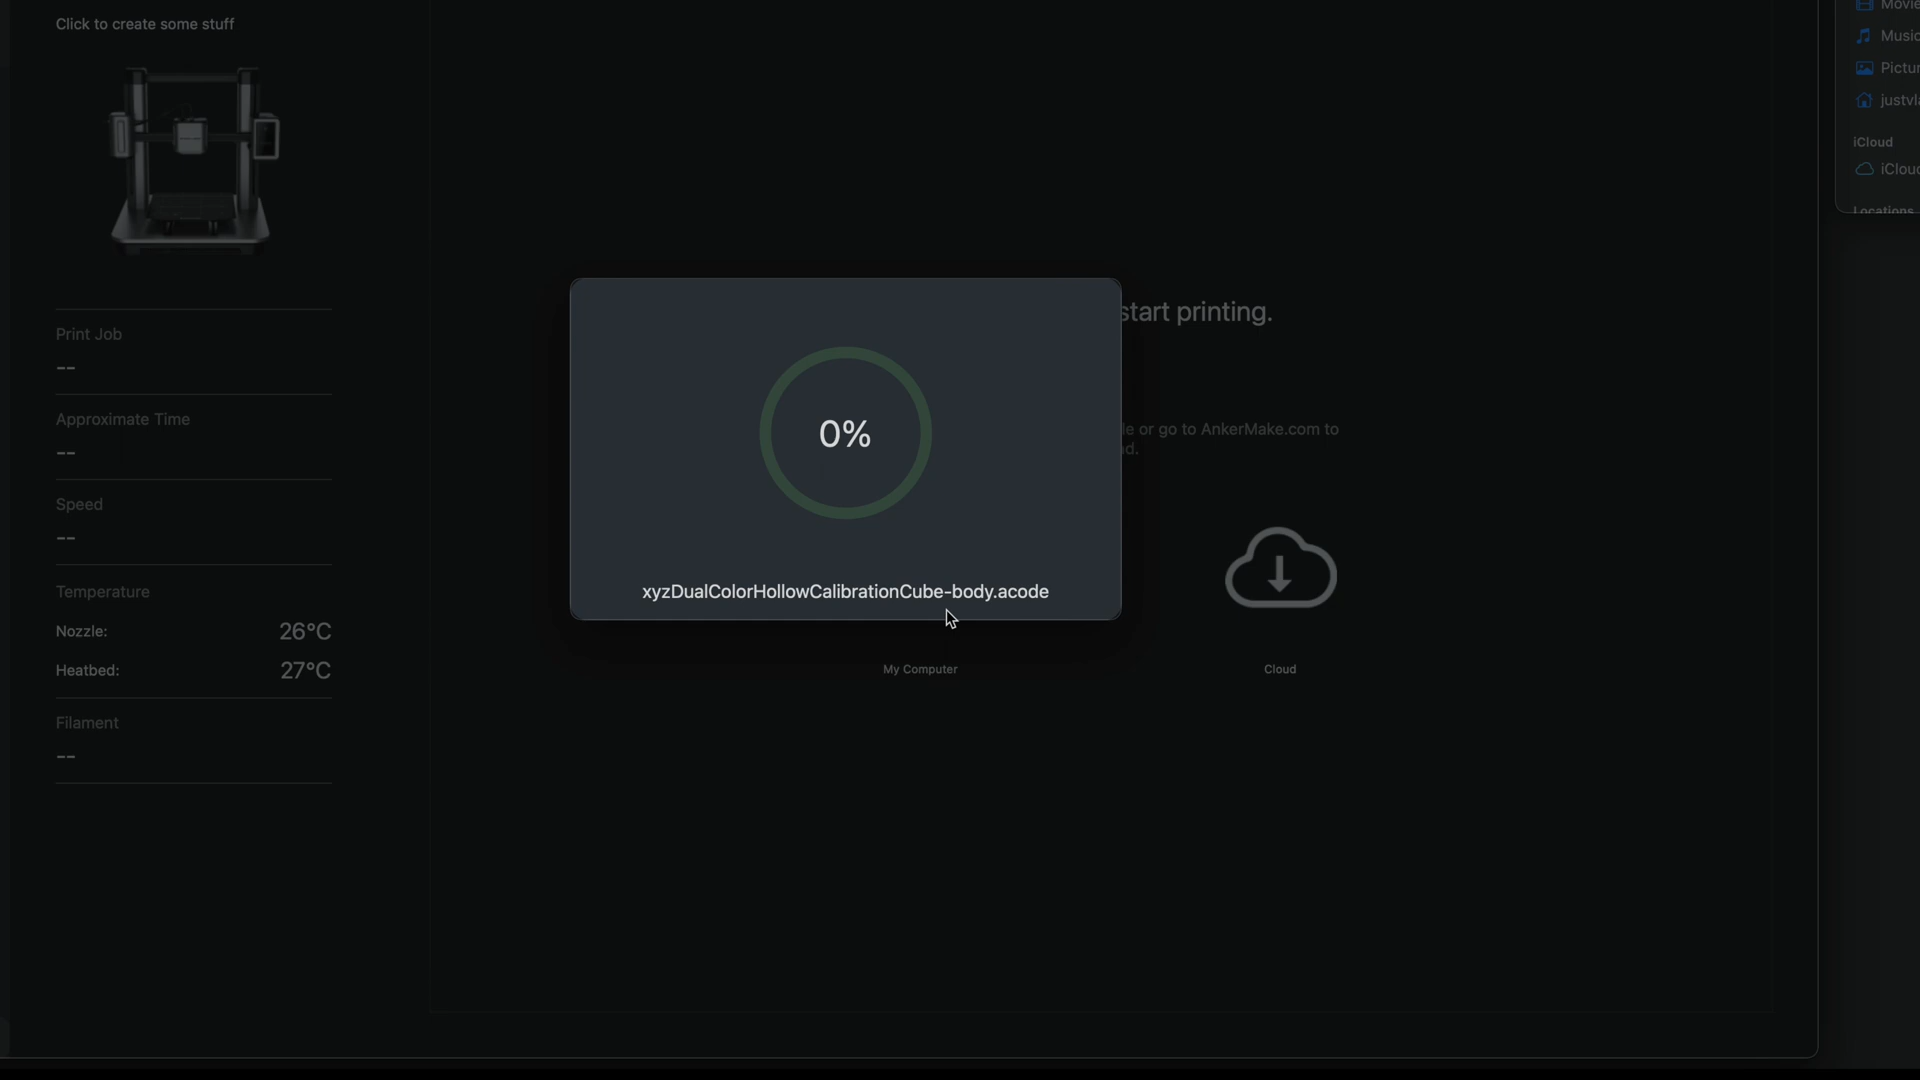 Click to create some stuff
Print Job
--
Approximate Time
--
Speed
--
Temperature
Nozzle: 26°C
Heatbed: 27°C
Filament
--
start printing.
or go to AnkerMake.com to
0%
xyzDualColorHollowCalibrationCube-body.acode
My Computer
Cloud
iCloud
Locations